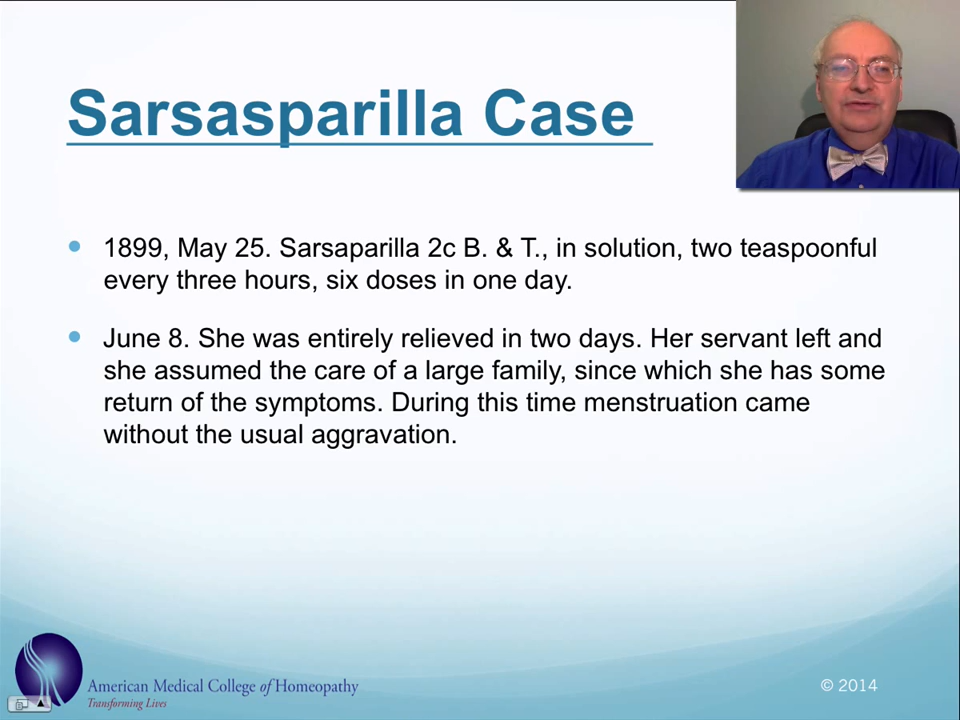 Sarsasparilla Case
1899, May 25. Sarsaparilla 2c B. & T., in solution, two teaspoonful
every three hours, six doses in one day.
June 8. She was entirely relieved in two days. Her servant left and
she assumed the care of a large family, since which she has some
return of the symptoms. During this time menstruation came
without the usual aggravation.
American Medical College of Homeopathy
Transforming Lives
© 2014